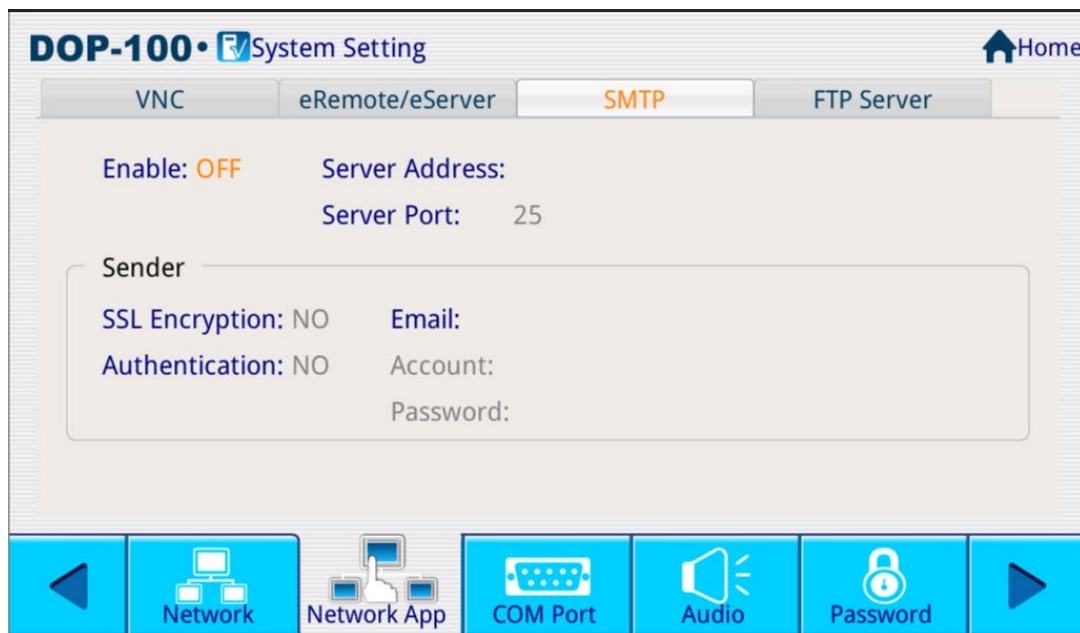 DOP-100• System Setting Home
VNC eRemote/eServer SMTP FTP Server
Enable: OFF Server Address:
Server Port: 25
Sender
SSL Encryption: NO Email:
Authentication: NO Account:
Password:
Network Network App COM Port Audio Password